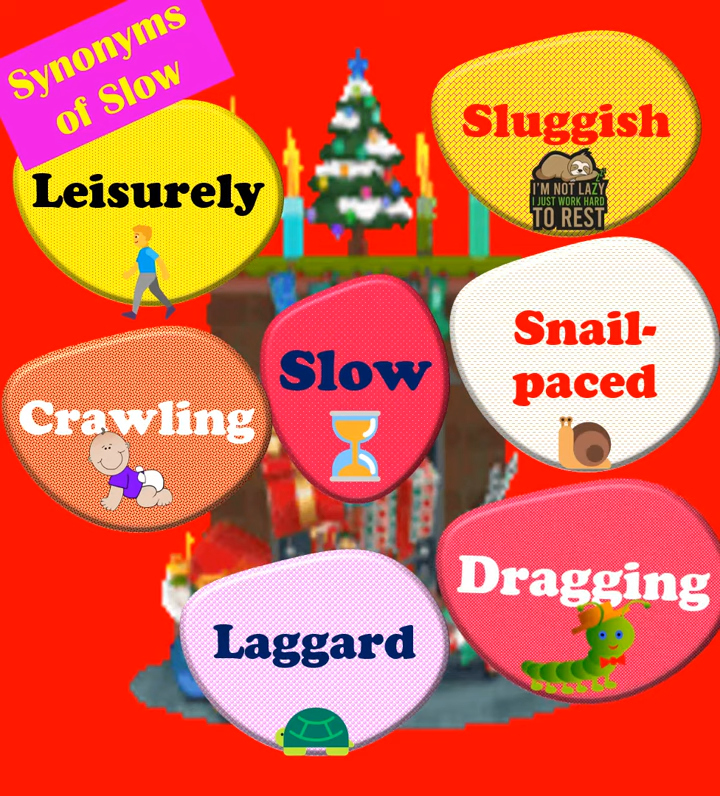 Synonyms
of Slow
Leisurely
Sluggish
I'M NOT LAZY
I JUST WORK HARD
TO REST
Slow
Snail-
paced
Crawling
Dragging
Laggard